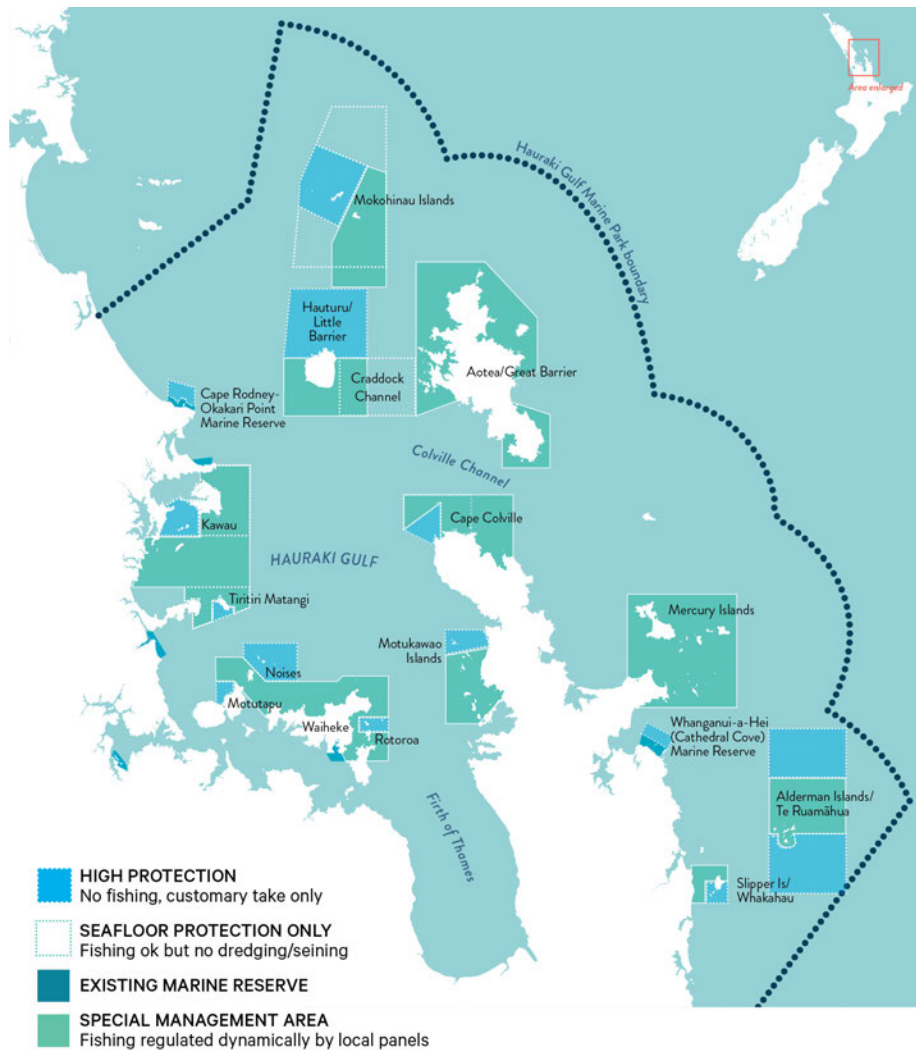 Area enlarged
Hauraki Gulf Marine Park boundary
Mokohinau Islands
Hauturu/
Little
Barrier
Aotea/Great Barrier
Craddock
Channel
Cape Rodney-
Okakari Point
Marine Reserve
Colville Channel
Kawau
Cape Colville
HAURAKI GULF
Tiritiri Matangi
Mercury Islands
Motukawao
Islands
Noises
Motutapu
Waiheke
Rotoroa
Whanganui-a-Hei
(Cathedral Cove)
Marine Reserve
Alderman Islands/
Te Ruamāhua
Firth of Thames
Slipper Is/
Whakahau
HIGH PROTECTION
No fishing, customary take only
SEAFLOOR PROTECTION ONLY
Fishing ok but no dredging/seining
EXISTING MARINE RESERVE
SPECIAL MANAGEMENT AREA
Fishing regulated dynamically by local panels